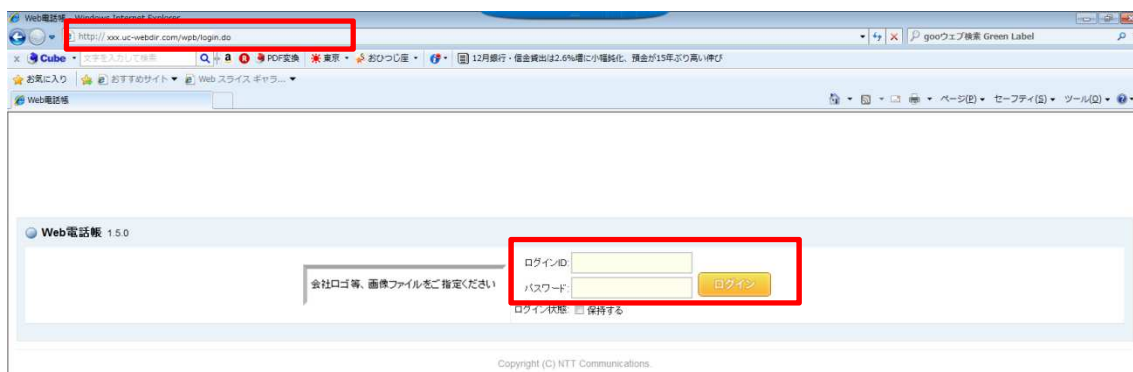 Web電話帳 - Windows Internet Explorer
http://xxx.uc-webdir.com/wpb/login.do
gooウェブ検索 Green Label
x Cube 文字を入力して検索 PDF変換 東京 おひつじ座 12月銀行・信金貸出は2.6%増に小幅鈍化、預金が15年ぶり高い伸び
お気に入り おすすめサイト Web スライス ギャラ...
Web電話帳 ページ(P) セーフティ(S) ツール(O)
Web電話帳 1.5.0
会社ロゴ等、画像ファイルをご指定ください
ログインID:
パスワード:
ログイン
ログイン状態: 保持する
Copyright (C) NTT Communications.